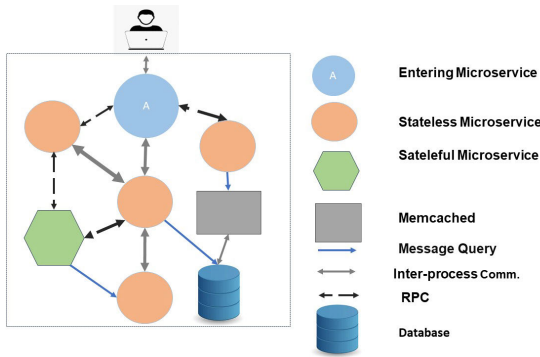 A
A
Entering Microservice
Stateless Microservice
Sateleful Microservice
Memcached
Message Query
Inter-process Comm.
RPC
Database